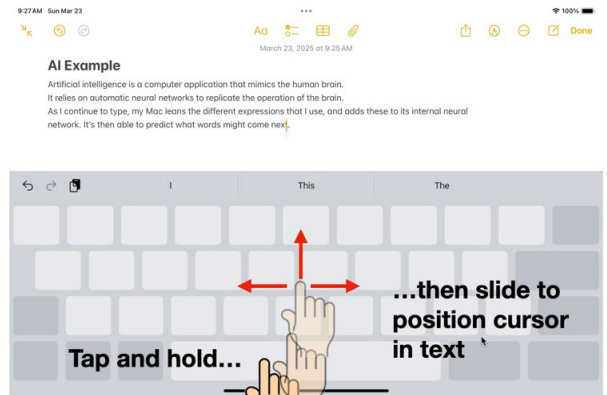 9:27 AM Sun Mar 23
100%
Aa
Done
March 23, 2025 at 9:25 AM
AI Example
Artificial intelligence is a computer application that mimics the human brain.
It relies on automatic neural networks to replicate the operation of the brain.
As I continue to type, my Mac leans the different expressions that I use, and adds these to its internal neural
network. It's then able to predict what words might come next.
I This The
...then slide to
position cursor
in text
Tap and hold...